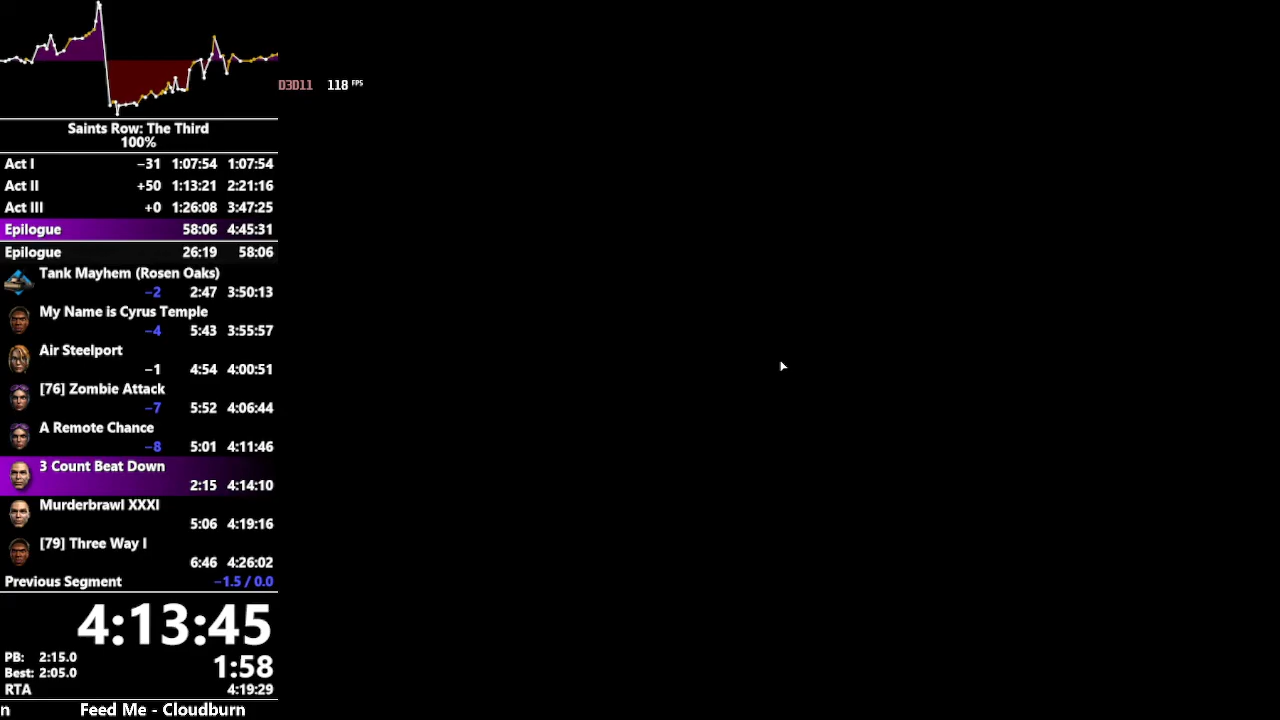 D3D11 118 FPS
Saints Row: The Third
100%
Act I −31 1:07:54 1:07:54
Act II +50 1:13:21 2:21:16
Act III +0 1:26:08 3:47:25
Epilogue 58:06 4:45:31
Epilogue 26:19 58:06
Tank Mayhem (Rosen Oaks)
−2 2:47 3:50:13
My Name is Cyrus Temple
−4 5:43 3:55:57
Air Steelport
−1 4:54 4:00:51
[76] Zombie Attack
−7 5:52 4:06:44
A Remote Chance
−8 5:01 4:11:46
3 Count Beat Down
2:15 4:14:10
Murderbrawl XXXI
5:06 4:19:16
[79] Three Way I
6:46 4:26:02
Previous Segment −1.5 / 0.0
4:13:45
PB: 2:15.0
Best: 2:05.0
1:58
RTA 4:19:29
n Feed Me - Cloudburn